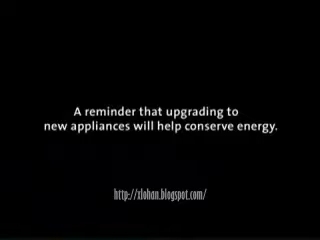 A reminder that upgrading to
new appliances will help conserve energy.
http://xlohan.blogspot.com/